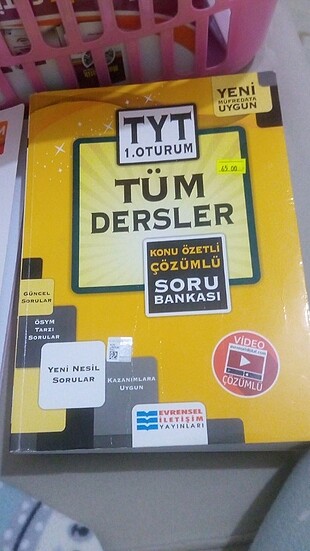 YENİ
MÜFREDATA
UYGUN
TYT
1.OTURUM
45.00
TÜM
DERSLER
KONU ÖZETLİ
ÇÖZÜMLÜ
SORU
BANKASI
GÜNCEL
SORULAR
ÖSYM
TARZI
SORULAR
YENİ NESİL
SORULAR
KAZANIMLARA
UYGUN
VİDEO
ÇÖZÜMLÜ
EVRENSEL
İLETİŞİM
YAYINLARI